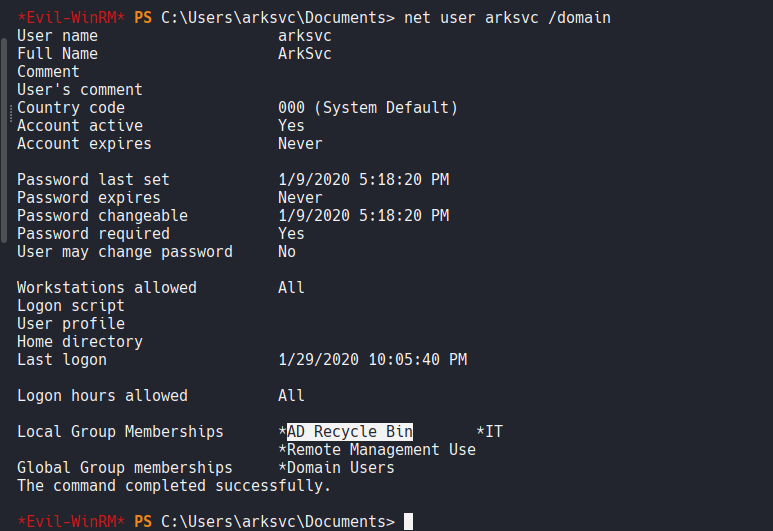 *Evil-WinRM* PS C:\Users\arksvc\Documents> net user arksvc /domain
User name                    arksvc
Full Name                    ArkSvc
Comment
User's comment
Country code                 000 (System Default)
Account active               Yes
Account expires              Never

Password last set            1/9/2020 5:18:20 PM
Password expires             Never
Password changeable          1/9/2020 5:18:20 PM
Password required            Yes
User may change password     No

Workstations allowed         All
Logon script
User profile
Home directory
Last logon                   1/29/2020 10:05:40 PM

Logon hours allowed          All

Local Group Memberships      *AD Recycle Bin       *IT
                             *Remote Management Use
Global Group memberships     *Domain Users
The command completed successfully.

*Evil-WinRM* PS C:\Users\arksvc\Documents>